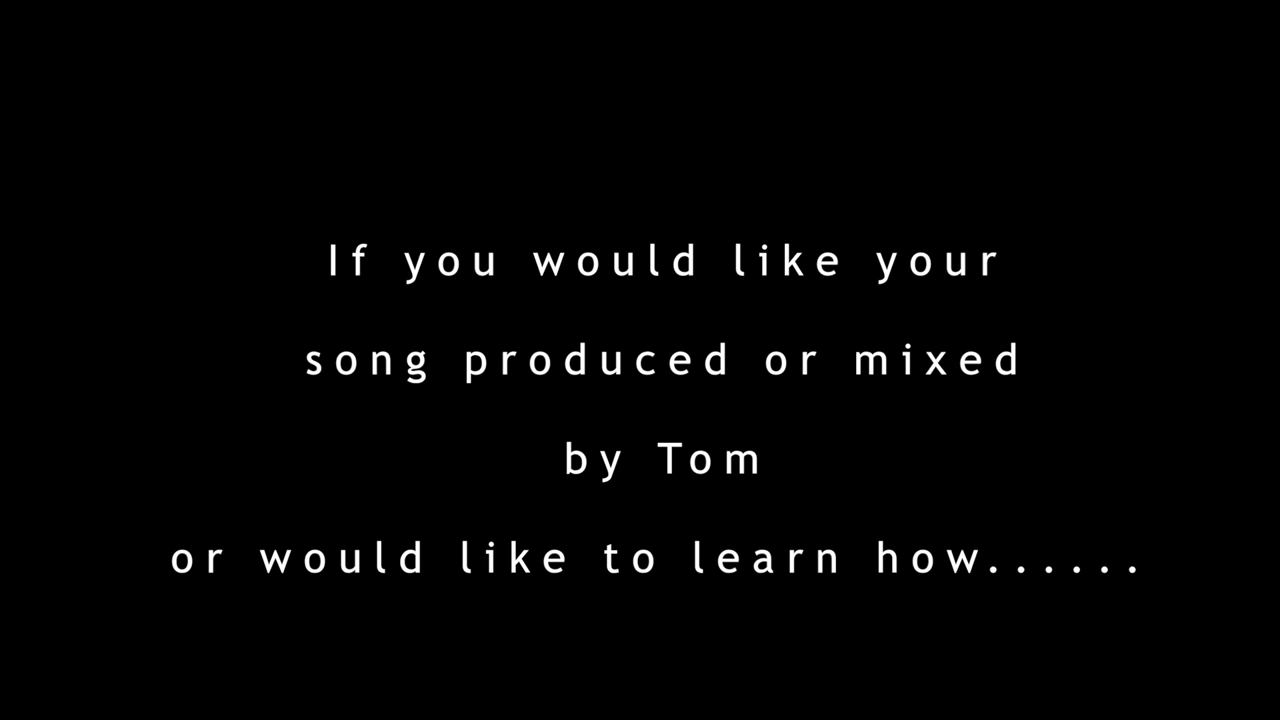 If you would like your
song produced or mixed
by Tom
or would like to learn how......